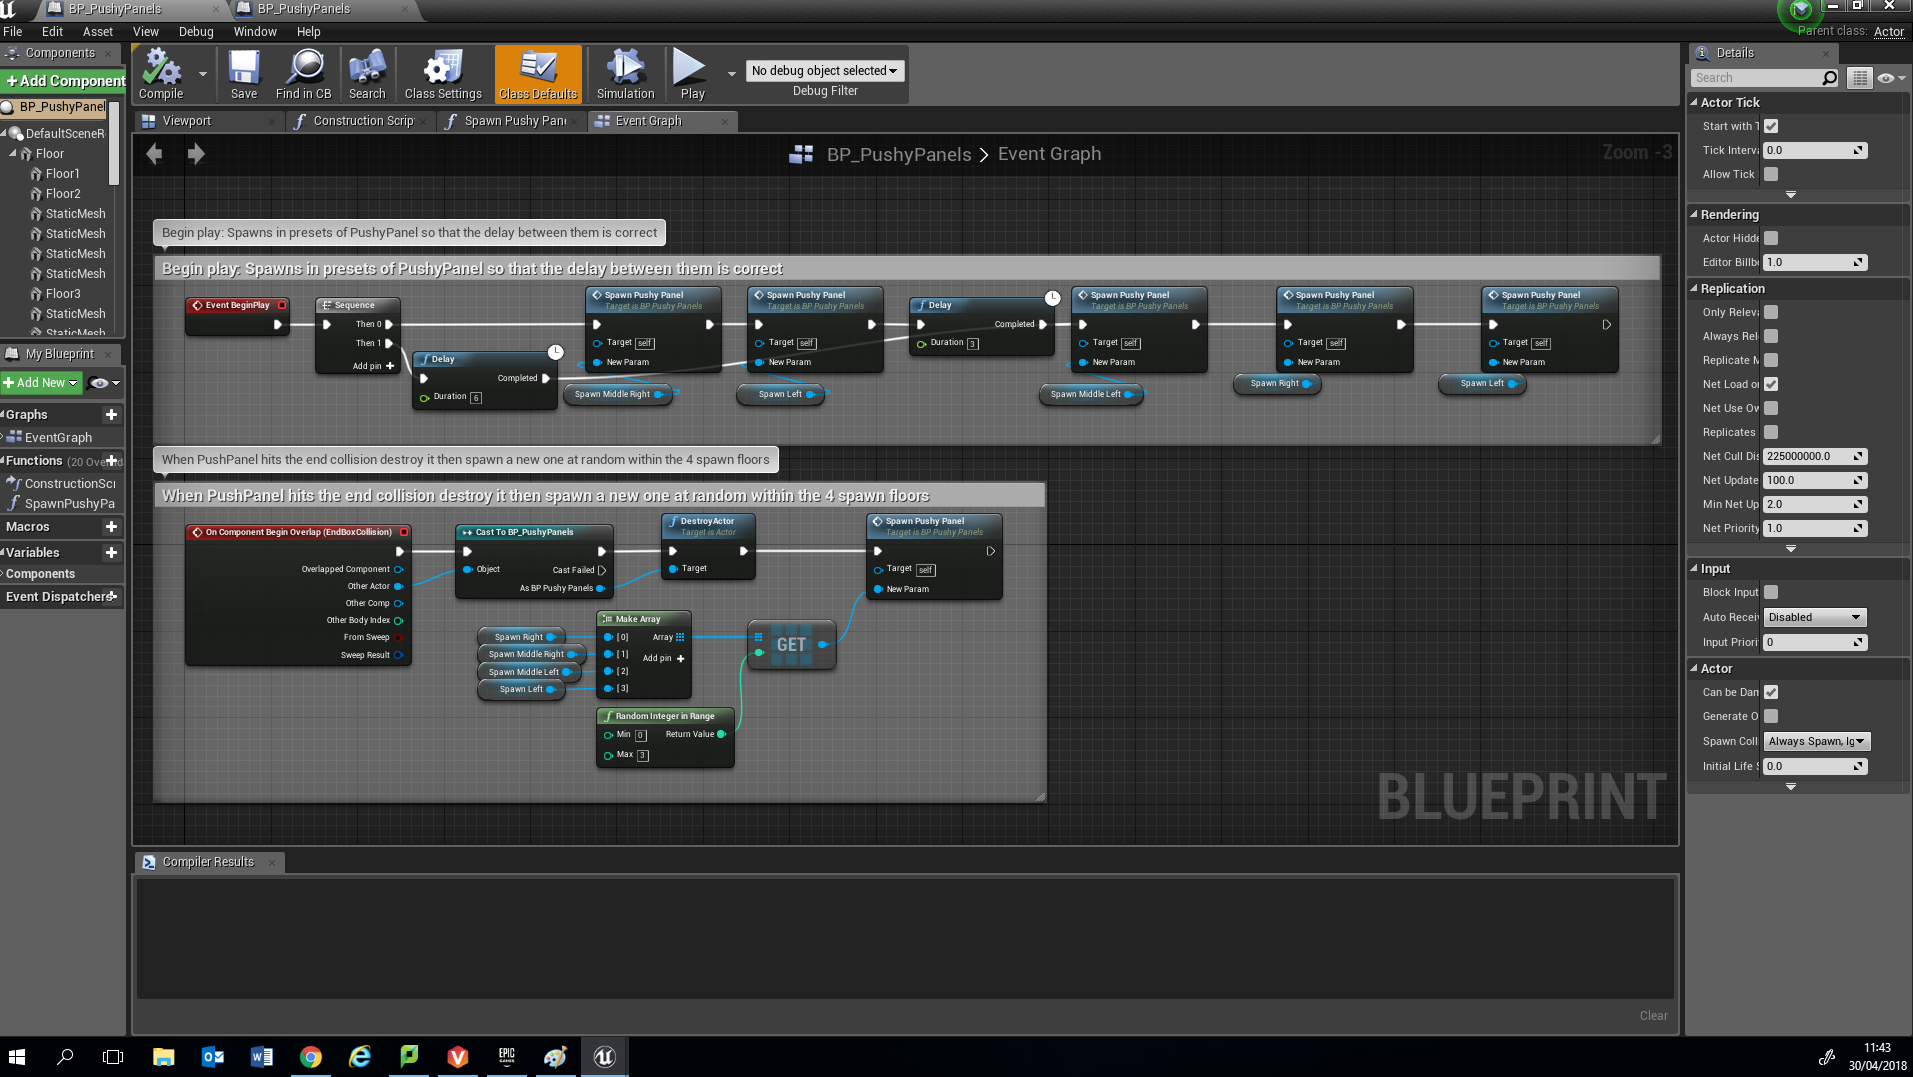 BP_PushyPanels
BP_PushyPanels
File Edit Asset View Debug Window Help
Parent class: Actor
Components
+Add Component
BP_PushyPanel
DefaultSceneR
Floor
Floor1
Floor2
StaticMesh
StaticMesh
StaticMesh
StaticMesh
Floor3
StaticMesh
StaticMesh
My Blueprint
+Add New
Graphs
EventGraph
Functions (20 Overrid
ConstructionScri
SpawnPushyPa
Macros
Variables
Components
Event Dispatchers
Compile
Save
Find in CB
Search
Class Settings
Class Defaults
Simulation
Play
No debug object selected
Debug Filter
Viewport
Construction Scrip
Spawn Pushy Pane
Event Graph
BP_PushyPanels > Event Graph
Zoom -3
Begin play: Spawns in presets of PushyPanel so that the delay between them is correct
Begin play: Spawns in presets of PushyPanel so that the delay between them is correct
Event BeginPlay
Sequence
Then 0
Then 1
Add pin +
Delay
Completed
Duration 6
Spawn Pushy Panel
Target is BP Pushy Panels
Target self
New Param
Spawn Middle Right
Spawn Pushy Panel
Target is BP Pushy Panels
Target self
New Param
Spawn Left
Delay
Completed
Duration 3
Spawn Pushy Panel
Target is BP Pushy Panels
Target self
New Param
Spawn Middle Left
Spawn Pushy Panel
Target is BP Pushy Panels
Target self
New Param
Spawn Right
Spawn Pushy Panel
Target is BP Pushy Panels
Target self
New Param
Spawn Left
When PushPanel hits the end collision destroy it then spawn a new one at random within the 4 spawn floors
When PushPanel hits the end collision destroy it then spawn a new one at random within the 4 spawn floors
On Component Begin Overlap (EndBoxCollision)
Overlapped Component
Other Actor
Other Comp
Other Body Index
From Sweep
Sweep Result
Cast To BP_PushyPanels
Object
Cast Failed
As BP Pushy Panels
DestroyActor
Target is Actor
Target
Spawn Pushy Panel
Target is BP Pushy Panels
Target self
New Param
Spawn Right
Spawn Middle Right
Spawn Middle Left
Spawn Left
Make Array
[0] Array
[1] Add pin +
[2]
[3]
GET
Random Integer in Range
Min 0 Return Value
Max 3
BLUEPRINT
Compiler Results
Clear
Details
Search
Actor Tick
Start with T
Tick Interva 0.0
Allow Tick
Rendering
Actor Hidde
Editor Billbo 1.0
Replication
Only Releva
Always Rel
Replicate M
Net Load on
Net Use Ow
Replicates
Net Cull Dis 225000000.0
Net Update 100.0
Min Net Up 2.0
Net Priority 1.0
Input
Block Input
Auto Receiv Disabled
Input Priori 0
Actor
Can be Dam
Generate O
Spawn Colli Always Spawn, Ig
Initial Life S 0.0
EPIC
GAMES
11:43
30/04/2018